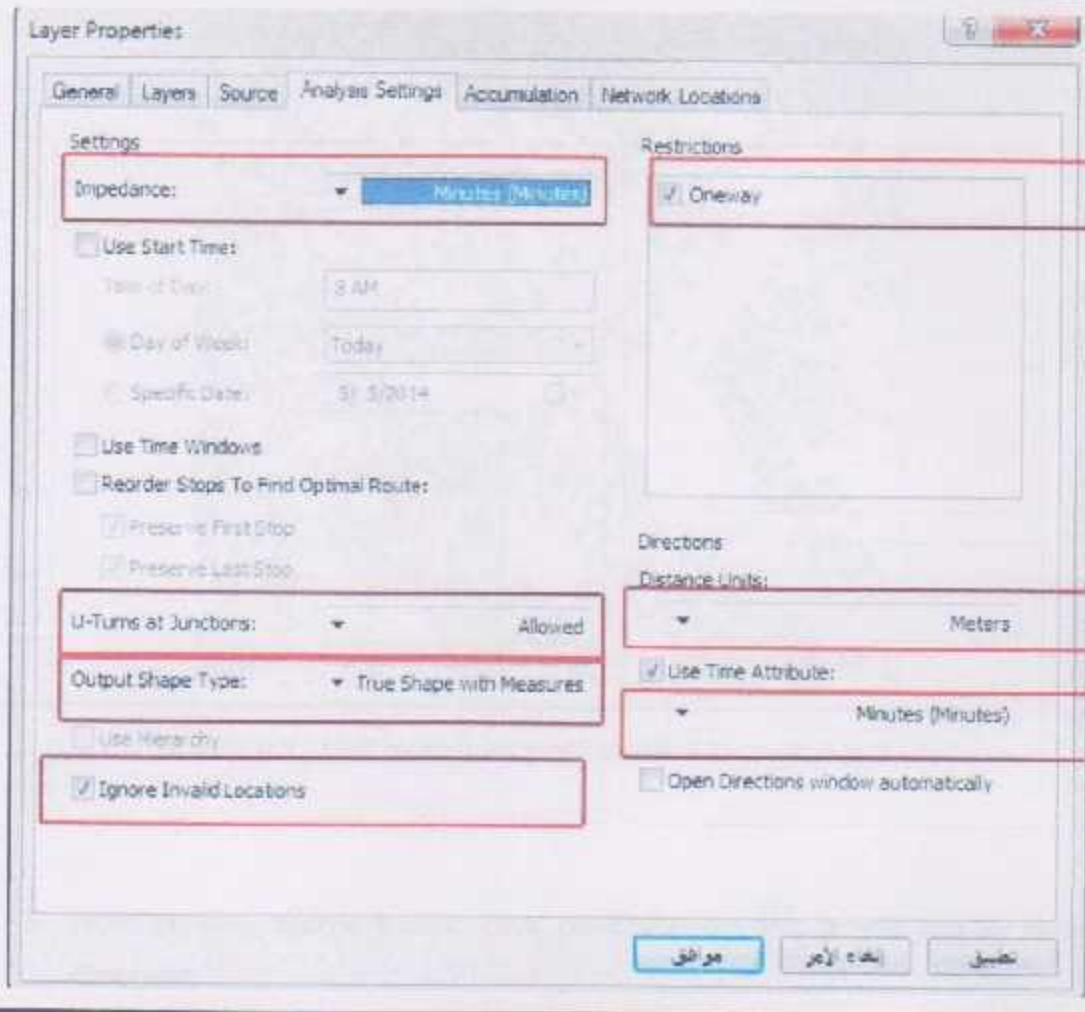 Layer Properties
General Layers Source Analysis Settings Accumulation Network Locations
Settings
Impedance: Minutes (Minutes)
Use Start Time:
Time of Day: 8 AM
Day of Week: Today
Specific Date: 5/ 5/2014
Use Time Windows
Reorder Stops To Find Optimal Route:
Preserve First Stop
Preserve Last Stop
U-Turns at Junctions: Allowed
Output Shape Type: True Shape with Measures
Use Hierarchy
Ignore Invalid Locations
Restrictions
Oneway
Directions
Distance Units:
Meters
Use Time Attribute:
Minutes (Minutes)
Open Directions window automatically
موافق إلغاء الأمر تطبيق